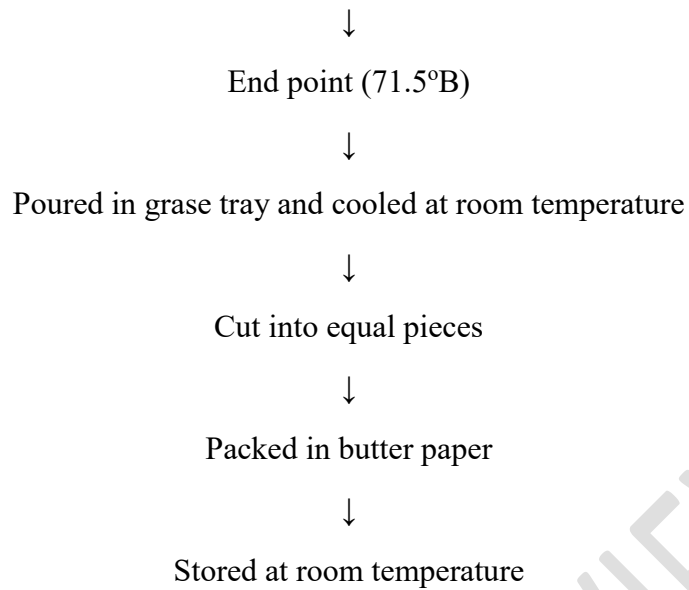 ↓
End point (71.5ºB)
↓
Poured in grase tray and cooled at room temperature
↓
Cut into equal pieces
↓
Packed in butter paper
↓
Stored at room temperature